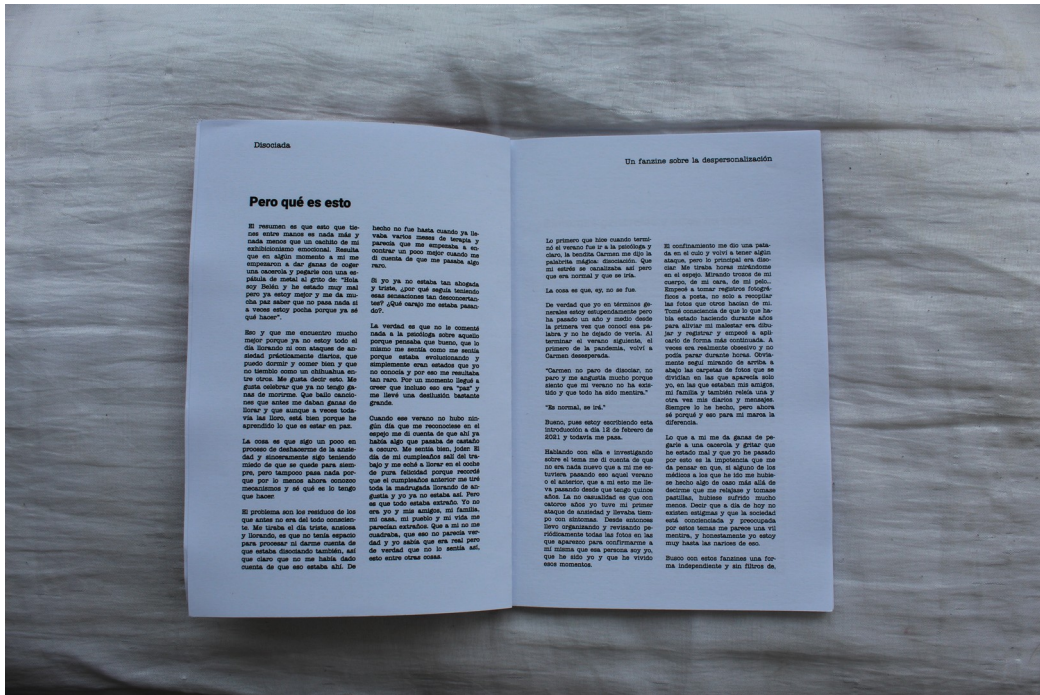 Disociada
Pero qué es esto
El resumen es que esto que tie-
nes entre manos es nada más y
nada menos que un cachito de mi
exhibicionismo emocional. Resulta
que en algún momento a mi me
empezaron a dar ganas de coger
una cacerola y pegarle con una es-
pátula de metal al grito de: "Hola
soy Belén y he estado muy mal
pero ya estoy mejor y me da mu-
cha paz saber que no pasa nada si
a veces estoy pocha porque ya sé
qué hacer".
Eso y que me encuentro mucho
mejor porque ya no estoy todo el
día llorando ni con ataques de an-
siedad prácticamente diarios, que
puedo dormir y comer bien y que
no tiemblo como un chihuahua en-
tre otros. Me gusta decir esto. Me
gusta celebrar que ya no tengo ga-
nas de morirme. Que bailo cancio-
nes que antes me daban ganas de
llorar y que aunque a veces toda-
vía las lloro, está bien porque he
aprendido lo que es estar en paz.
La cosa es que sigo un poco en
proceso de deshacerme de la ansie-
dad y sinceramente sigo teniendo
miedo de que se quede para siem-
pre, pero tampoco pasa nada por-
que por lo menos ahora conozco
mecanismos y sé qué es lo tengo
que hacer.
El problema son los residuos de los
que antes no era del todo conscien-
te. Me tiraba el día triste, ansiosa
y llorando, es que no tenía espacio
para procesar ni darme cuenta de
que estaba disociando también, así
que claro que no me había dado
cuenta de que eso estaba ahí. De
hecho no fue hasta cuando ya lle-
vaba varios meses de terapia y
parecía que me empezaba a en-
contrar un poco mejor cuando me
di cuenta de que me pasaba algo
raro.
Si yo ya no estaba tan ahogada
y triste, ¿por qué seguía teniendo
esas sensaciones tan desconcertan-
tes? ¿Qué carajo me estaba pasan-
do?.
La verdad es que no le comenté
nada a la psicóloga sobre aquello
porque pensaba que bueno, que lo
mismo me sentía como me sentía
porque estaba evolucionando y
simplemente eran estados que yo
no conocía y por eso me resultaba
tan raro. Por un momento llegué a
creer que incluso eso era "paz" y
me llevé una desilusión bastante
grande.
Cuando ese verano no hubo nin-
gún día que me reconociese en el
espejo me di cuenta de que ahí ya
había algo que pasaba de castaño
a oscuro. Me sentía bien, joder. El
día de mi cumpleaños salí del tra-
bajo y me eché a llorar en el coche
de pura felicidad porque recordé
que el cumpleaños anterior me tiré
toda la madrugada llorando de an-
gustia y yo ya no estaba así. Pero
es que todo estaba extraño. Yo no
era yo y mis amigos, mi familia,
mi casa, mi pueblo y mi vida me
parecían extraños. Que a mi no me
cuadraba, que eso no parecía ver-
dad y yo sabía que era real pero
de verdad que no lo sentía así,
esto entre otras cosas.
Un fanzine sobre la despersonalización
Lo primero que hice cuando termi-
nó el verano fue ir a la psicóloga y
claro, la bendita Carmen me dijo la
palabrita mágica: disociación. Que
mi estrés se canalizaba así pero
que era normal y que se iría.
La cosa es que, ey, no se fue.
De verdad que yo en términos ge-
nerales estoy estupendamente pero
ha pasado un año y medio desde
la primera vez que conocí esa pa-
labra y no he dejado de verla. Al
terminar el verano siguiente, el
primero de la pandemia, volví a
Carmen desesperada.
"Carmen no paro de disociar, no
paro y me angustia mucho porque
siento que mi verano no ha exis-
tido y que todo ha sido mentira."
"Es normal, se irá."
Bueno, pues estoy escribiendo esta
introducción a día 12 de febrero de
2021 y todavía me pasa.
Hablando con ella e investigando
sobre el tema me di cuenta de que
no era nada nuevo que a mi me es-
tuviera pasando eso aquel verano
o el anterior, que a mi esto me lle-
va pasando desde que tengo quince
años. La no casualidad es que con
catorce años yo tuve mi primer
ataque de ansiedad y llevaba tiem-
po con síntomas. Desde entonces
llevo organizando y revisando pe-
riódicamente todas las fotos en las
que aparezco para confirmarme a
mi misma que esa persona soy yo,
que he sido yo y que he vivido
esos momentos.
El confinamiento me dio una pata-
da en el culo y volví a tener algún
ataque, pero lo principal era diso-
ciar. Me tiraba horas mirándome
en el espejo. Mirando trozos de mi
cuerpo, de mi cara, de mi pelo...
Empecé a tomar registros fotográ-
ficos a posta, no solo a recopilar
las fotos que otros hacían de mi.
Tomé consciencia de que lo que ha-
bía estado haciendo durante años
para aliviar mi malestar era dibu-
jar y registrar y empecé a apli-
carlo de forma más continuada. A
veces era realmente obsesivo y no
podía parar durante horas. Obvia-
mente seguí mirando de arriba a
abajo las carpetas de fotos que se
dividían en las que aparecía solo
yo, en las que estaban mis amigos,
mi familia y también releía una y
otra vez mis diarios y mensajes.
Siempre lo he hecho, pero ahora
sé porqué y eso para mi marca la
diferencia.
Lo que a mi me da ganas de pe-
garle a una cacerola y gritar que
he estado mal y que yo he pasado
por esto es la impotencia que me
da pensar en que, si alguno de los
médicos a los que he ido me hubie-
se hecho algo de caso más allá de
decirme que me relajase y tomase
pastillas, hubiese sufrido mucho
menos. Decir que a día de hoy no
existen estigmas y que la sociedad
está concienciada y preocupada
por estos temas me parece una vil
mentira, y honestamente yo estoy
muy hasta las narices de eso.
Busco con estos fanzines una for-
ma independiente y sin filtros de,